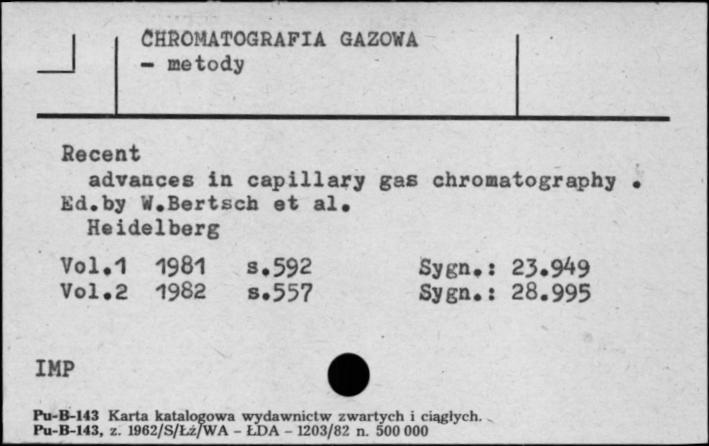 CHROMATOGRAFIA GAZOWA
- metody
Recent
advances in capillary gas chromatography .
Ed.by W.Bertsch et al.
Heidelberg
Vol.1 1981 s.592 Sygn.: 23.949
Vol.2 1982 s.557 Sygn.: 28.995
IMP
Pu-B-143 Karta katalogowa wydawnictw zwartych i ciągłych.
Pu-B-143, z. 1962/S/Łź/WA - ŁDA - 1203/82 n. 500 000